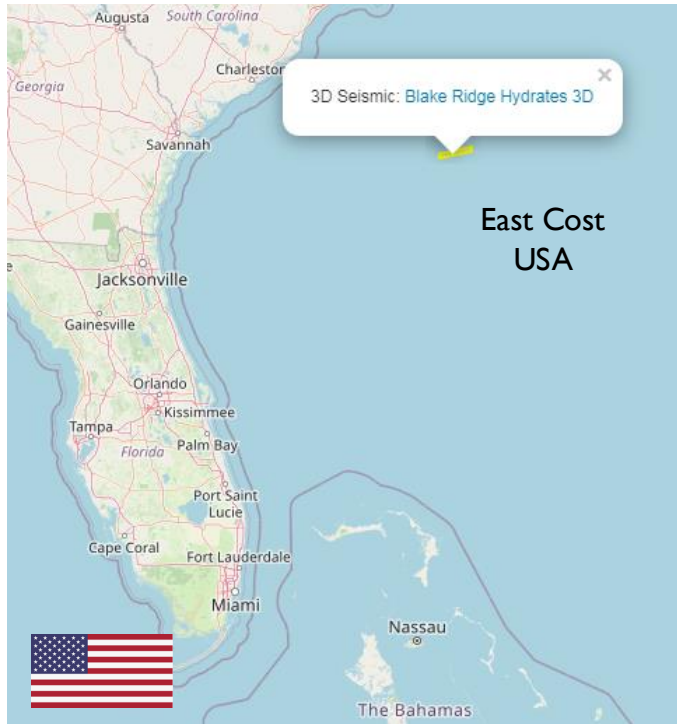 Augusta
South Carolina
Georgia
Charleston
3D Seismic: Blake Ridge Hydrates 3D
×
Savannah
East Cost
USA
Jacksonville
Gainesville
Orlando
Kissimmee
Tampa
Florida
Palm Bay
Port Saint
Lucie
Cape Coral
Fort Lauderdale
Miami
Nassau
The Bahamas